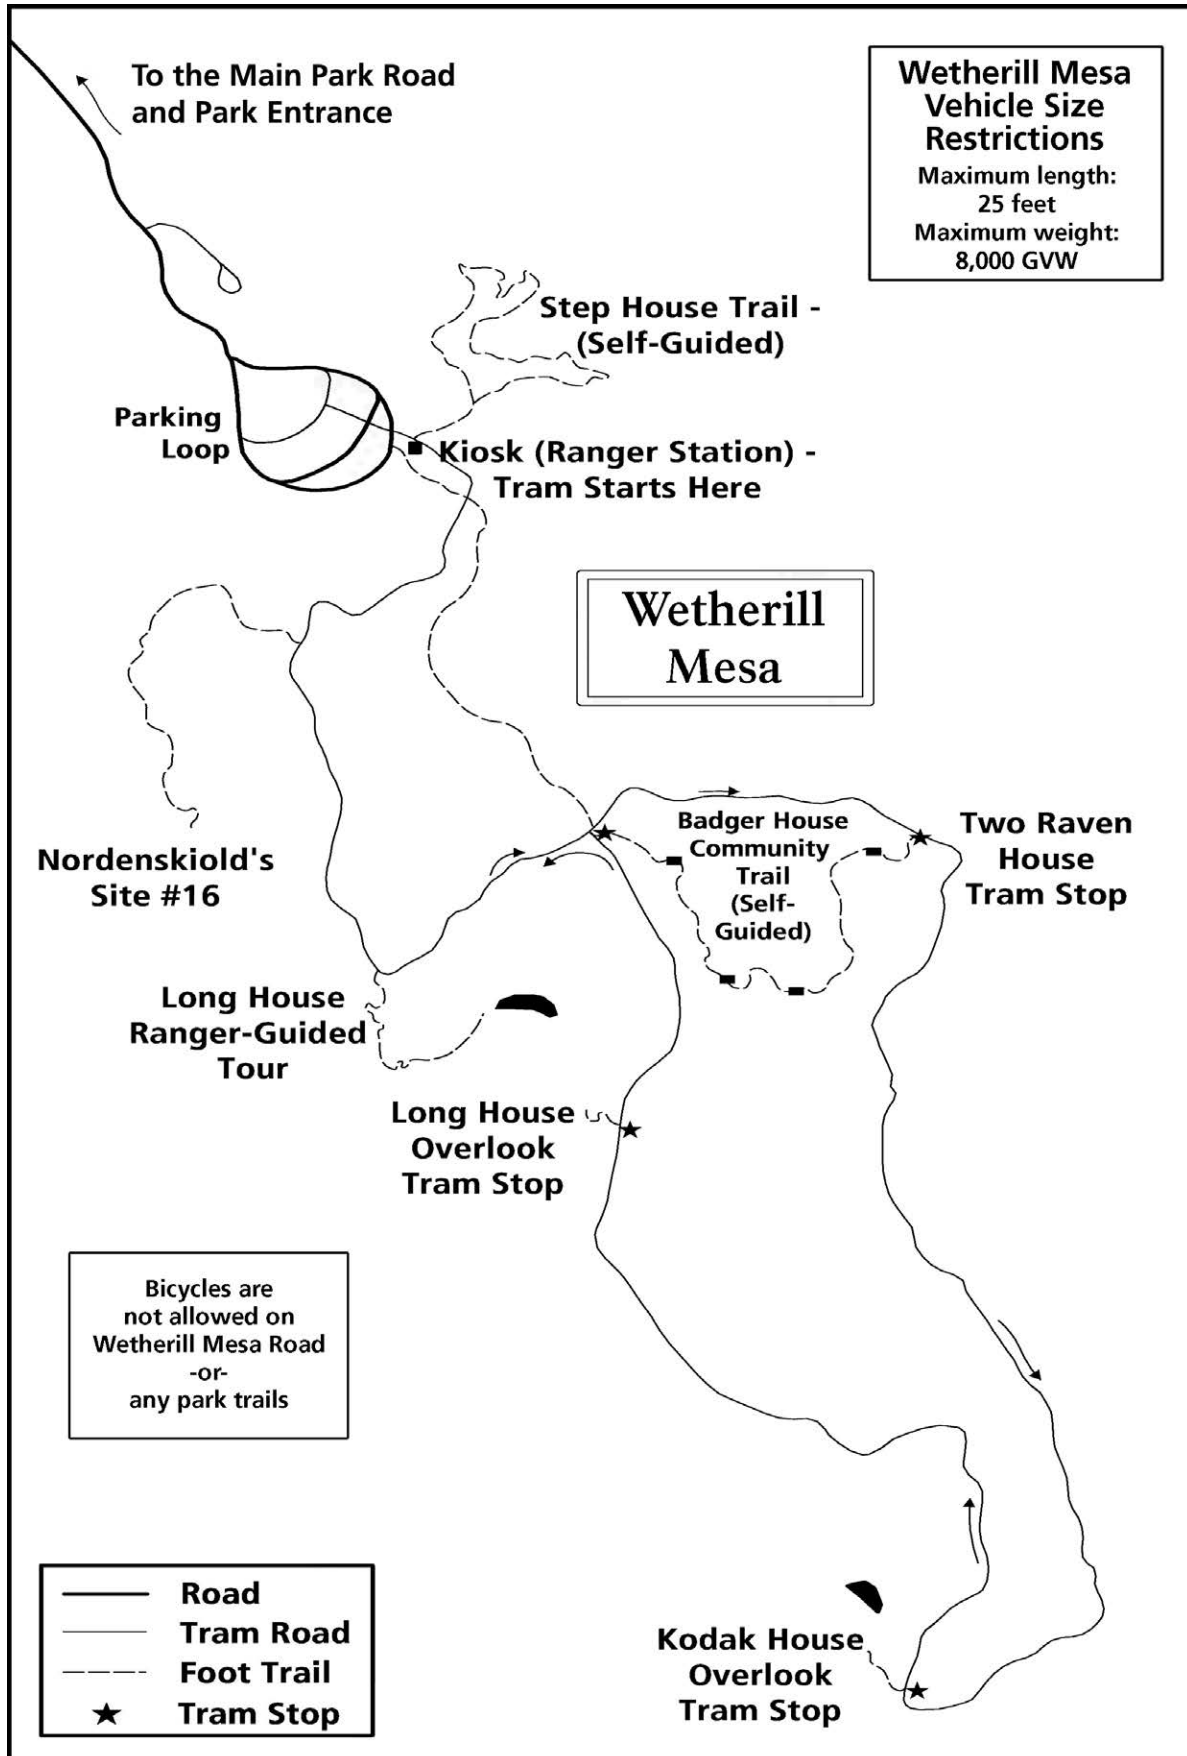 To the Main Park Road
and Park Entrance
Wetherill Mesa
Vehicle Size
Restrictions
Maximum length:
25 feet
Maximum weight:
8,000 GVW
Step House Trail -
(Self-Guided)
Parking
Loop
Kiosk (Ranger Station) -
Tram Starts Here
Wetherill
Mesa
Badger House
Community
Trail
(Self-
Guided)
Two Raven
House
Tram Stop
Nordenskiold's
Site #16
Long House
Ranger-Guided
Tour
Long House
Overlook
Tram Stop
Bicycles are
not allowed on
Wetherill Mesa Road
-or-
any park trails
Kodak House
Overlook
Tram Stop
Road
Tram Road
Foot Trail
Tram Stop